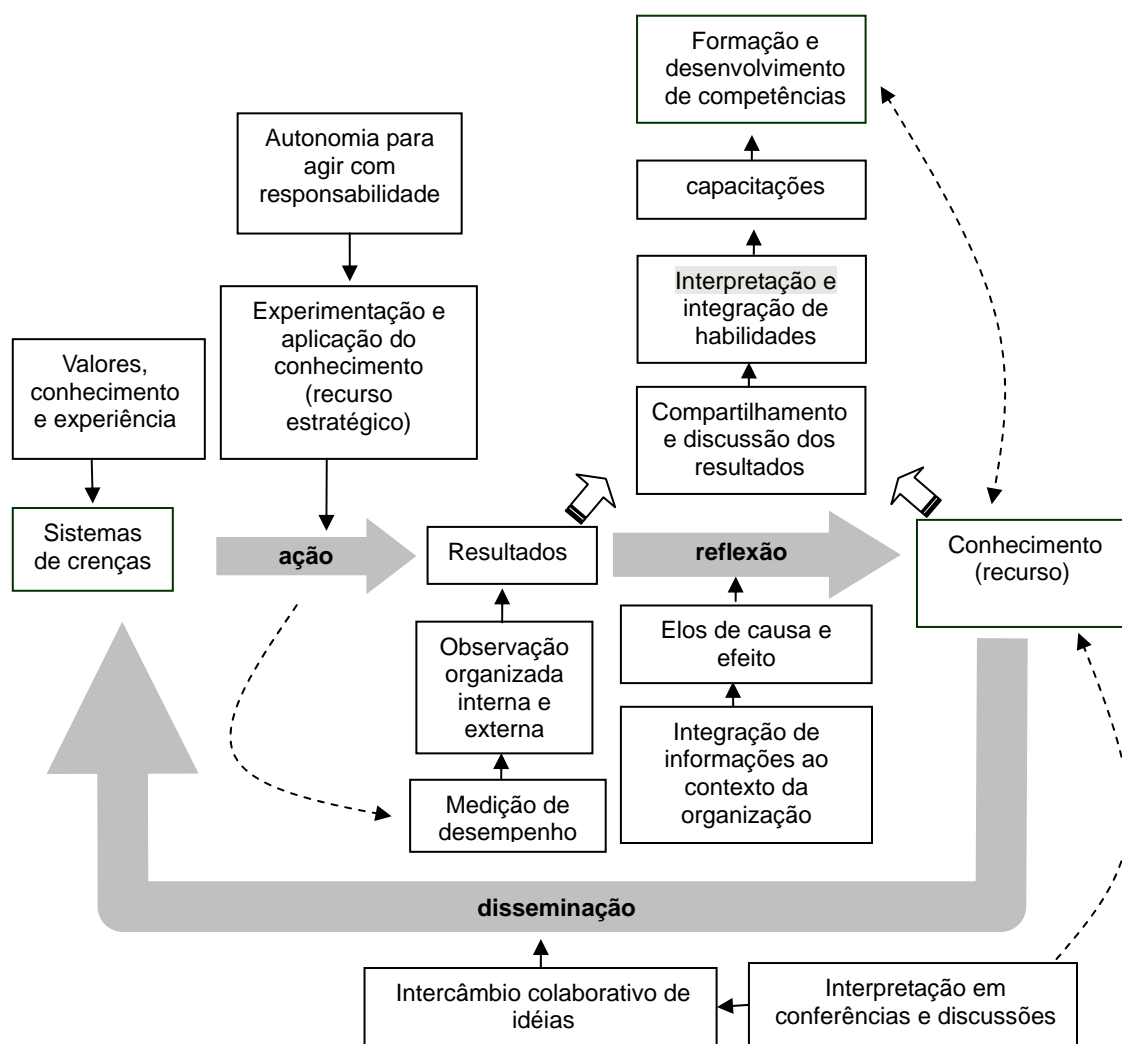 Formação e
desenvolvimento
de competências
Autonomia para
agir com
responsabilidade
capacitações
Experimentação e
aplicação do
conhecimento
(recurso
estratégico)
Interpretação e
integração de
habilidades
Valores,
conhecimento
e experiência
Compartilhamento
e discussão dos
resultados
Sistemas
de crenças
ação
Resultados
reflexão
Conhecimento
(recurso)
Observação
organizada
interna e
externa
Elos de causa e
efeito
Integração de
informações ao
contexto da
organização
Medição de
desempenho
disseminação
Intercâmbio colaborativo de
idéias
Interpretação em
conferências e discussões